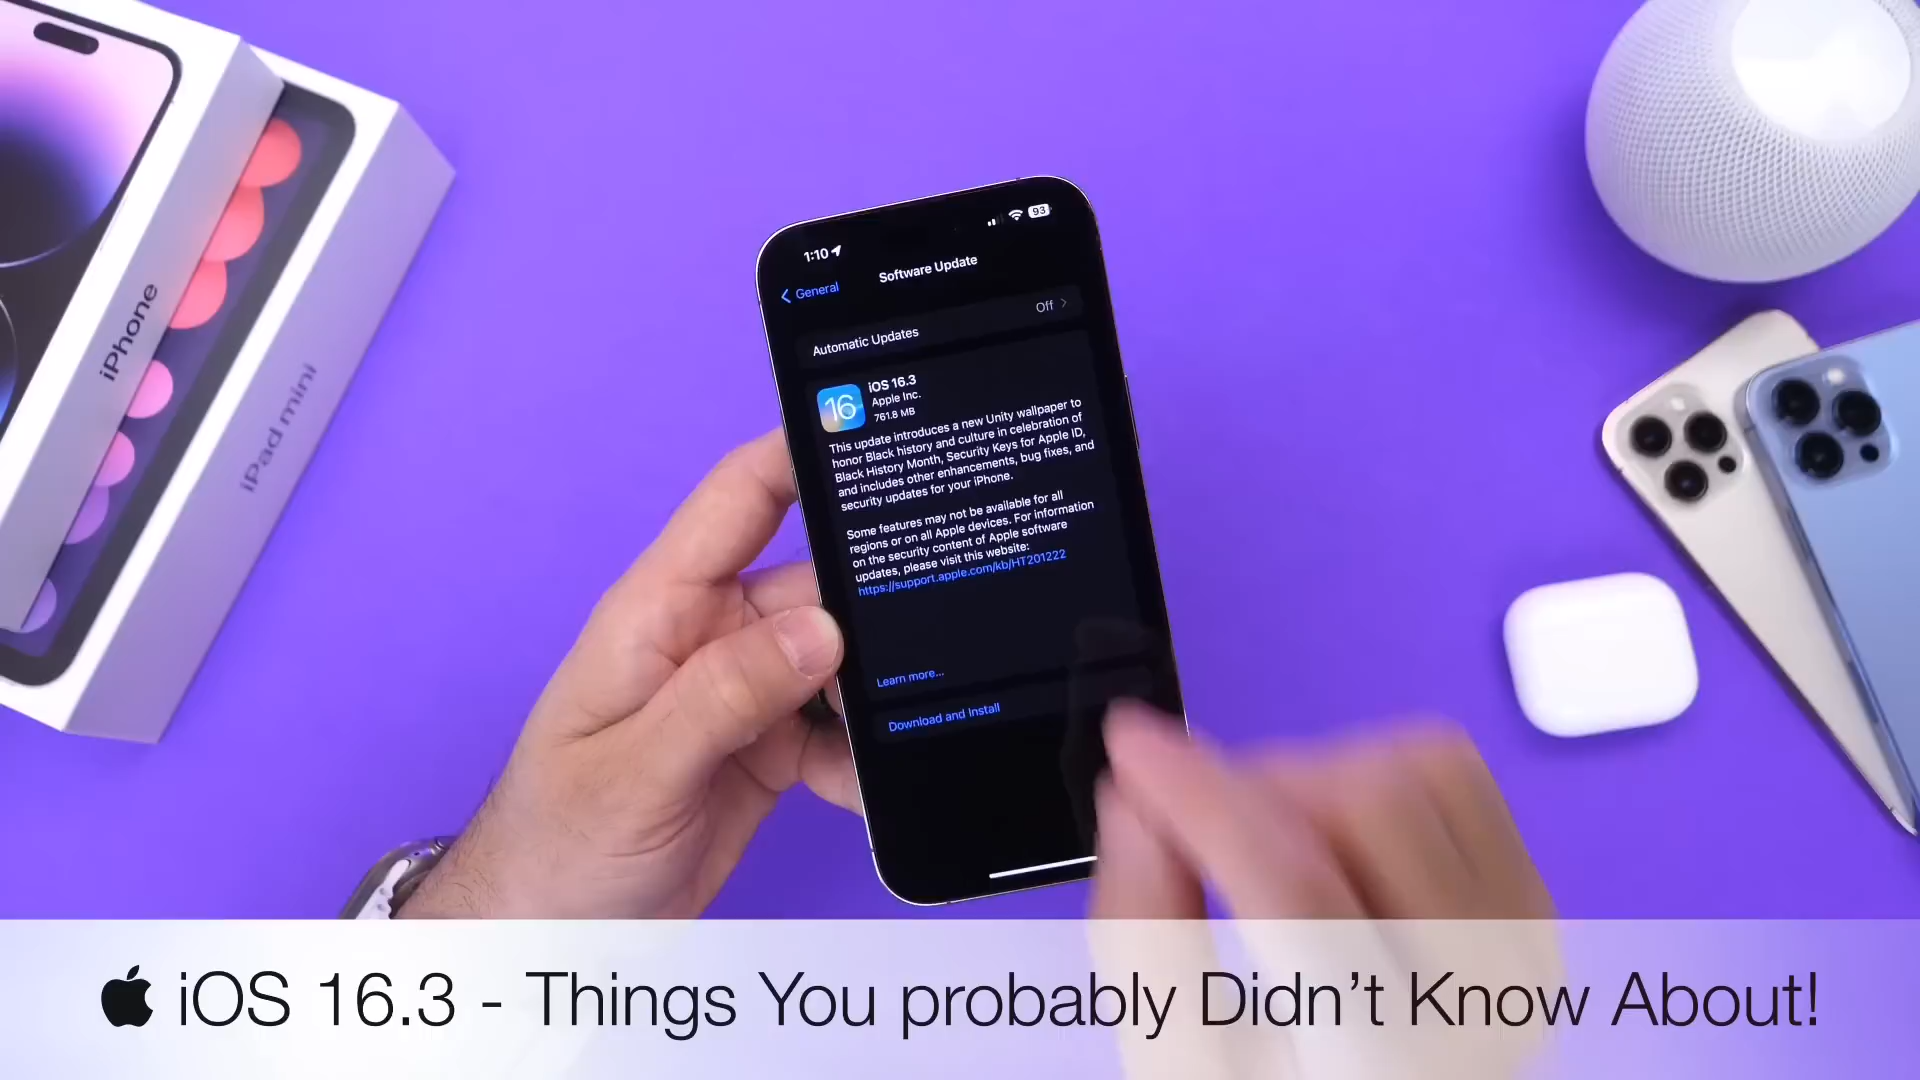 iPhone
iPad mini
1:10
93
General
Software Update
Automatic Updates
Off
16
iOS 16.3
Apple Inc.
761.8 MB
This update introduces a new Unity wallpaper to
honor Black history and culture in celebration of
Black History Month, Security Keys for Apple ID,
and includes other enhancements, bug fixes, and
security updates for your iPhone.
Some features may not be available for all
regions or on all Apple devices. For information
on the security content of Apple software
updates, please visit this website:
https://support.apple.com/kb/HT201222
Learn more...
Download and Install
iOS 16.3 - Things You probably Didn’t Know About!